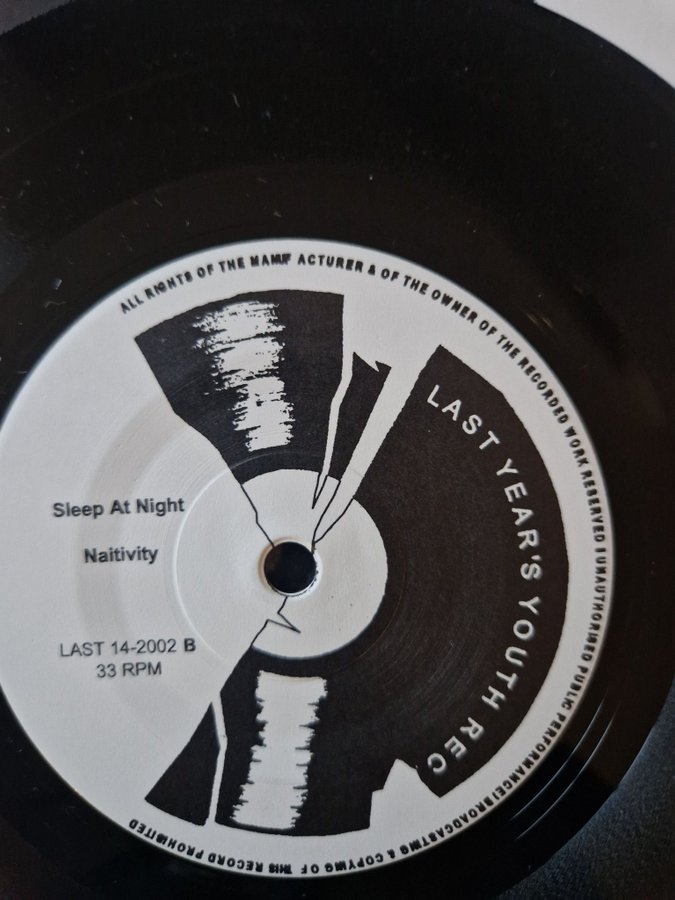 ALL RIGHTS OF THE MANUF ACTURER & OF THE OWNER OF THE RECORDED WORK RESERVED ! UNAUTHORISED PUBLIC PERFORMANCE! BROADCASTING & COPYING OF THIS RECORD PROHIBITED
LAST YEAR'S YOUTH REC
Sleep At Night
Naitivity
LAST 14-2002 B
33 RPM